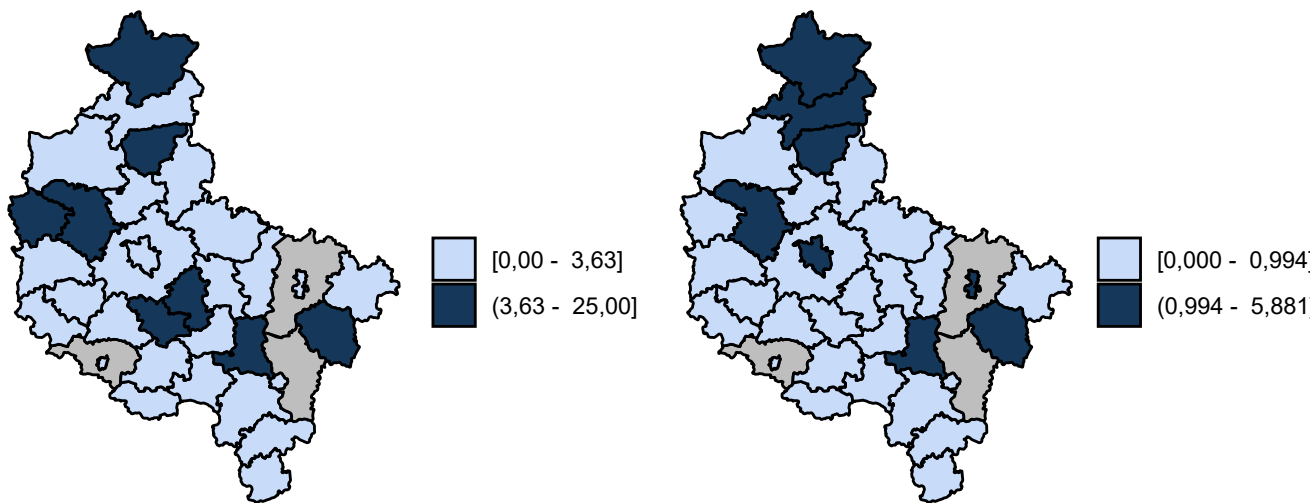 [0,00 - 3,63]
(3,63 - 25,00]
[0,000 - 0,994]
(0,994 - 5,881]